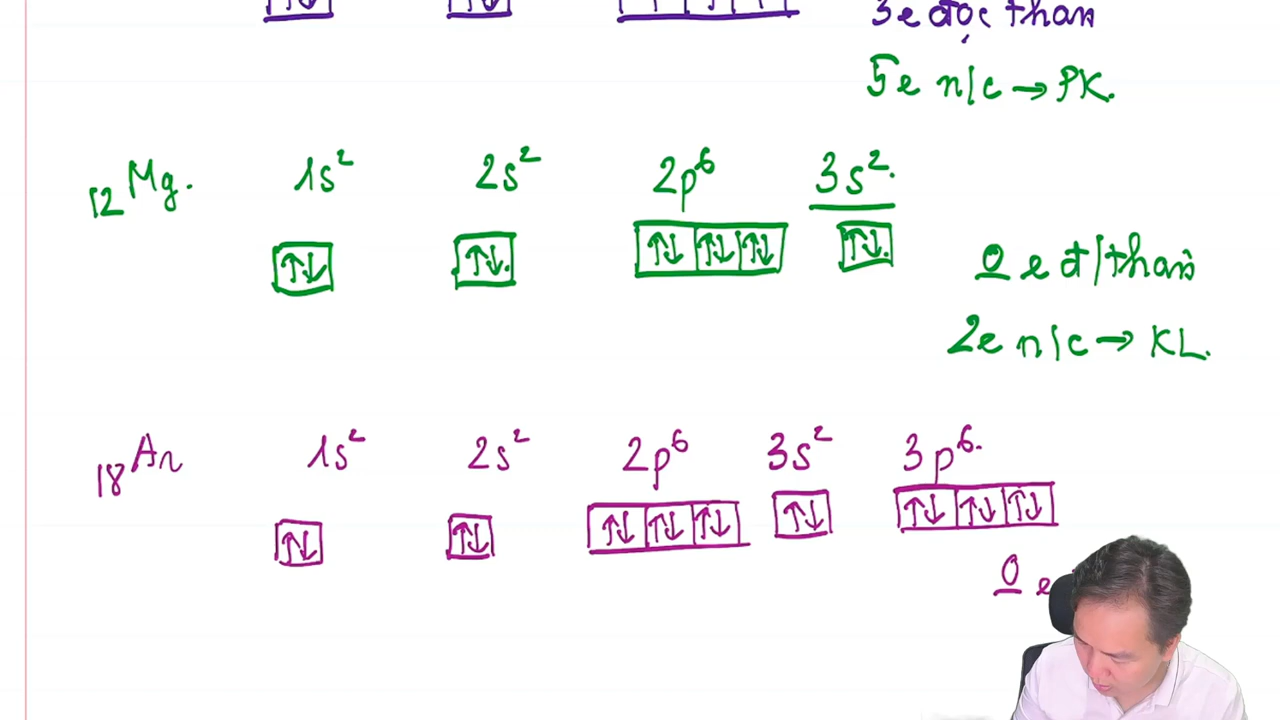 3e độc thân
5e n/c → PK.
12Mg. 1s² 2s² 2p⁶ 3s².
↑↓ ↑↓. ↑↓ ↑↓ ↑↓ ↑↓.
0 e đ/thân
2e n/c → KL.
18Ar 1s² 2s² 2p⁶ 3s² 3p⁶.
↑↓ ↑↓ ↑↓ ↑↓ ↑↓ ↑↓ ↑↓ ↑↓ ↑↓
0 e